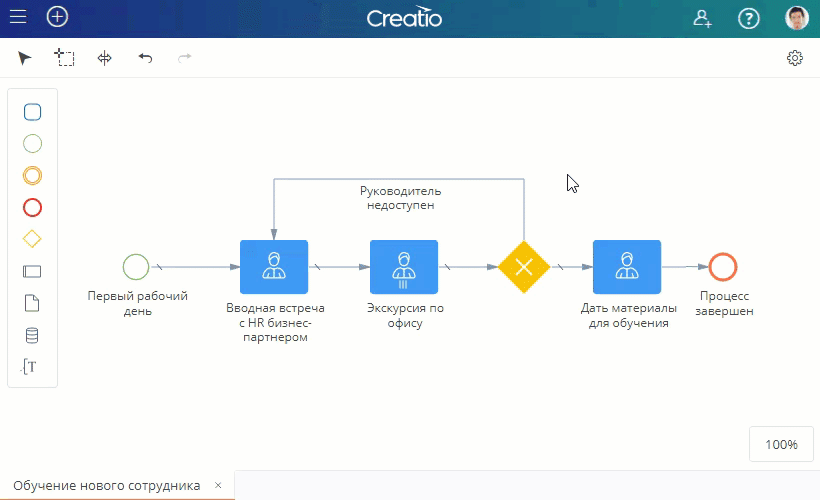 Creatio
Руководитель
недоступен
Первый рабочий
день
Вводная встреча
с HR бизнес-
партнером
Экскурсия по
офису
Дать материалы
для обучения
Процесс
завершен
100%
Обучение нового сотрудника ×